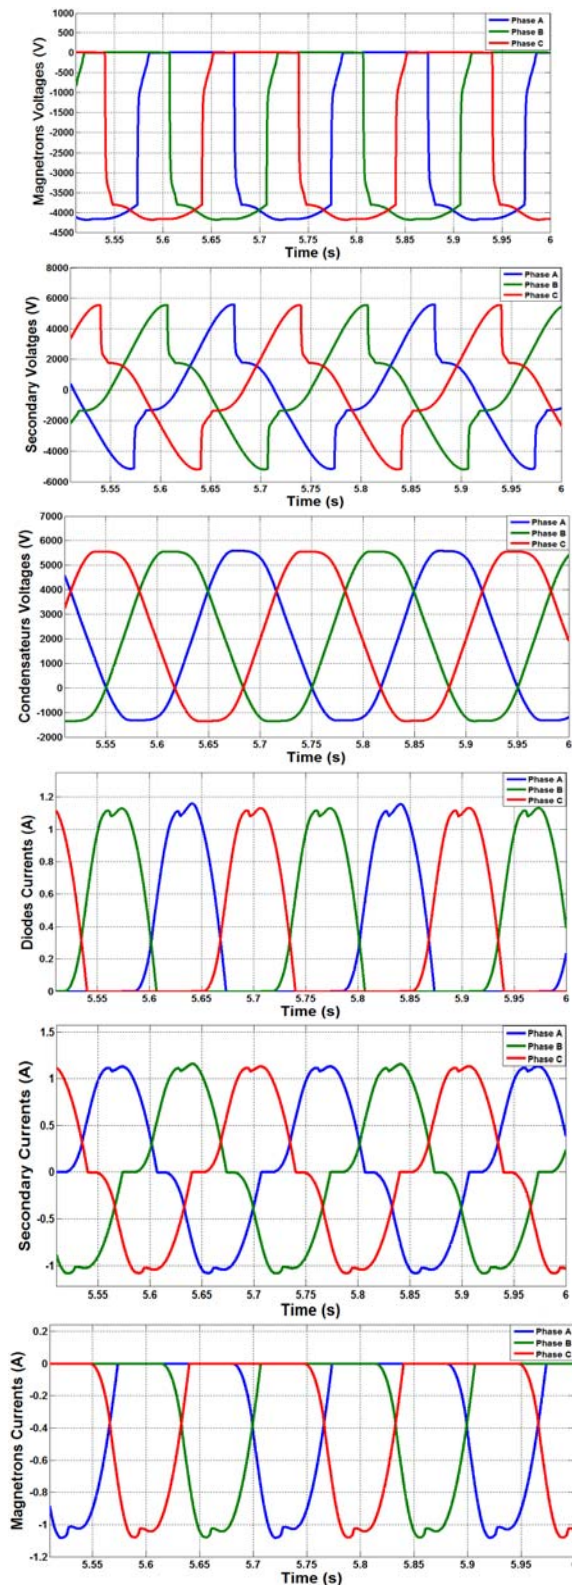 1000
500
0
-500
-1000
-1500
-2000
-2500
-3000
-3500
-4000
-4500
Magnetrons Voltages (V)
Phase A
Phase B
Phase C
5.55 5.6 5.65 5.7 5.75 5.8 5.85 5.9 5.95 6
Time (s)
8000
6000
4000
2000
0
-2000
-4000
-6000
Secondary Volatges (V)
Phase A
Phase B
Phase C
5.55 5.6 5.65 5.7 5.75 5.8 5.85 5.9 5.95 6
Time (s)
7000
6000
5000
4000
3000
2000
1000
0
-1000
-2000
Condensateurs Voltages (V)
Phase A
Phase B
Phase C
5.55 5.6 5.65 5.7 5.75 5.8 5.85 5.9 5.95 6
Time (s)
1.2
1
0.8
0.6
0.4
0.2
0
Diodes Currents (A)
Phase A
Phase B
Phase C
5.55 5.6 5.65 5.7 5.75 5.8 5.85 5.9 5.95 6
Time (s)
1.5
1
0.5
0
-0.5
-1
Secondary Currents (A)
Phase A
Phase B
Phase C
5.55 5.6 5.65 5.7 5.75 5.8 5.85 5.9 5.95 6
Time (s)
0.2
0
-0.2
-0.4
-0.6
-0.8
-1
-1.2
Magnetrons Currents (A)
Phase A
Phase B
Phase C
5.55 5.6 5.65 5.7 5.75 5.8 5.85 5.9 5.95
Time (s)